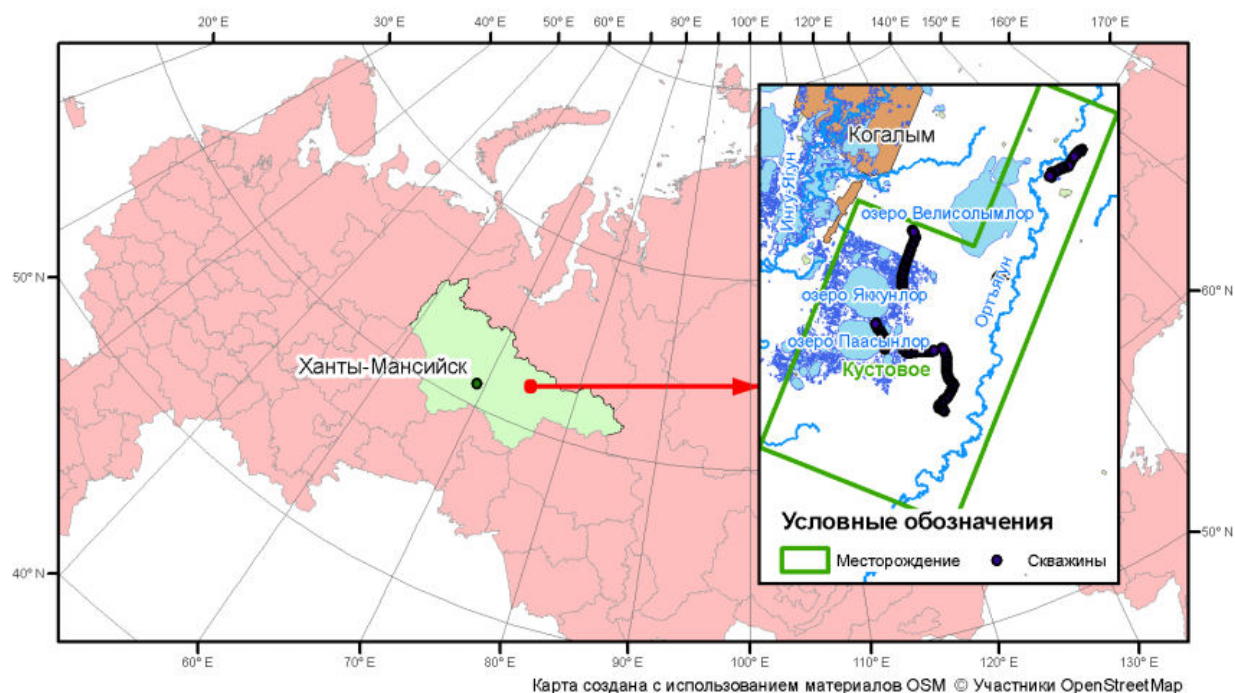 20° E 30° E 40° E 50° E 60° E 80° E 100° E 120° E 140° E 150° E 160° E 170° E
Когалым
Ингу-Ягун
озеро Велисолымлор
50° N
Ортъягун
60° N
озеро Яккунлор
озеро Паасынлор
Ханты-Мансийск
Кустовое
Условные обозначения
50° N
Месторождение Скважины
40° N
60° E 70° E 80° E 90° E 100° E 110° E 120° E 130° E
Карта создана с использованием материалов OSM © Участники OpenStreetMap